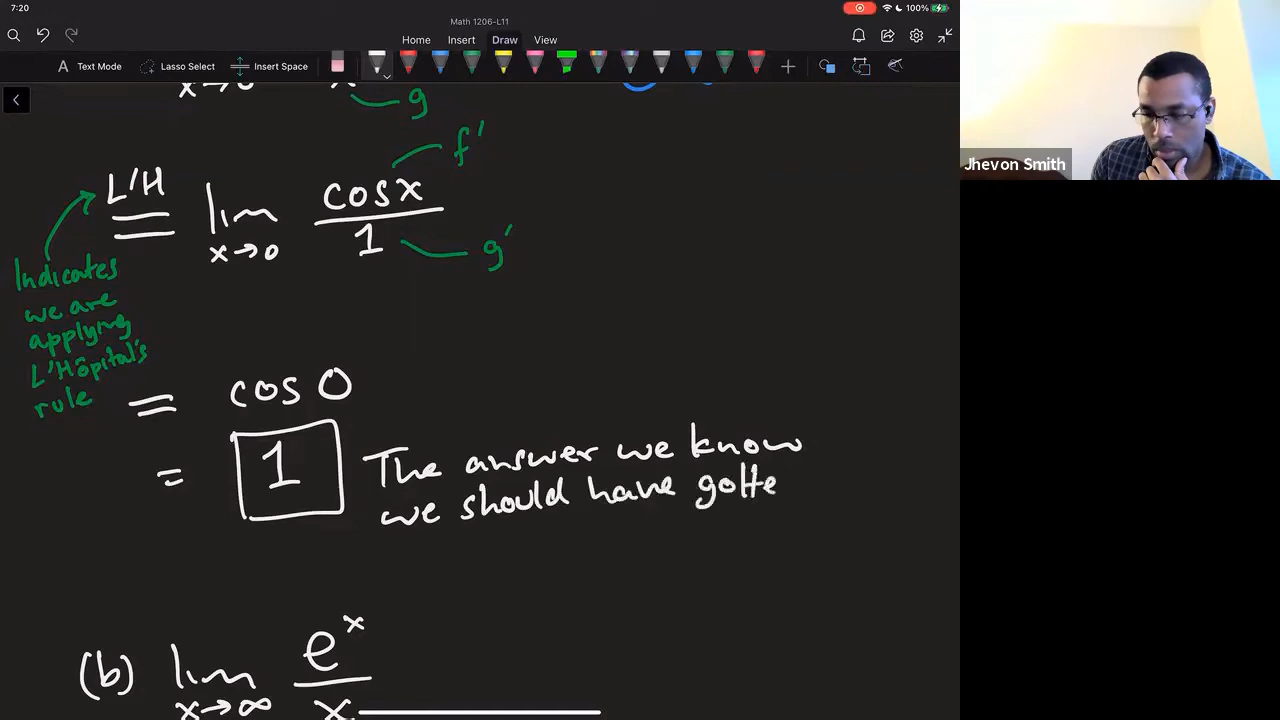 7:20
100%
Math 1206-L11
Home Insert Draw View
Text Mode Lasso Select Insert Space
x→0 x
g
f'
L'H
= lim cosx
x→0 1
g'
Indicates
we are
applying
L'Hôpital's
rule
= cos 0
= 1 The answer we know
we should have gotte
(b) lim e^x
x→∞ x
Jhevon Smith